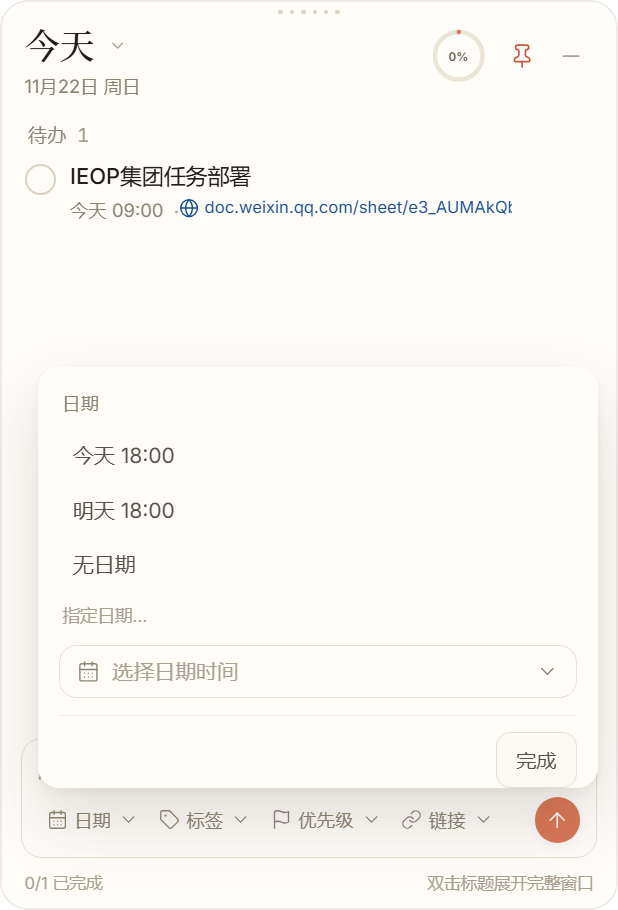 今天
0%
11月22日 周日
待办 1
IEOP集团任务部署
今天 09:00 · doc.weixin.qq.com/sheet/e3_AUMAkQ
日期
今天 18:00
明天 18:00
无日期
指定日期...
选择日期时间
完成
日期 标签 优先级 链接
0/1 已完成 双击标题展开完整窗口